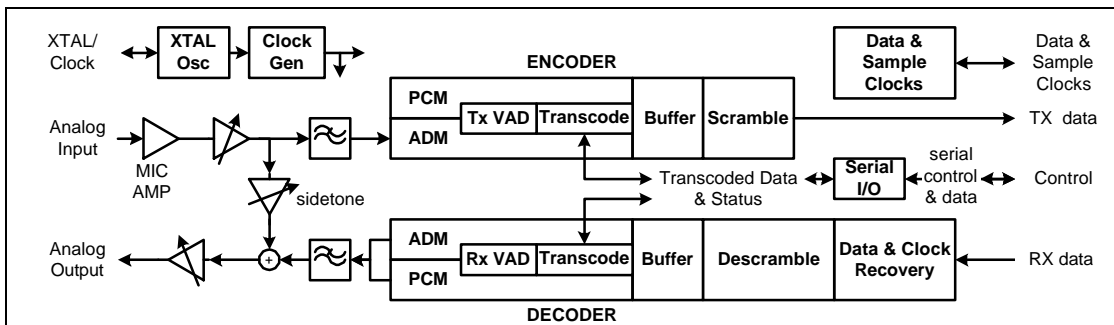 XTAL/
Clock
XTAL
Osc
Clock
Gen
ENCODER
Data &
Sample
Clocks
Data &
Sample
Clocks
PCM
ADM
Tx VAD
Transcode
Buffer
Scramble
TX data
Analog
Input
MIC
AMP
sidetone
Transcoded Data
& Status
Serial
I/O
serial
control
& data
Control
Analog
Output
+
ADM
PCM
Rx VAD
Transcode
Buffer
Descramble
Data & Clock
Recovery
RX data
DECODER